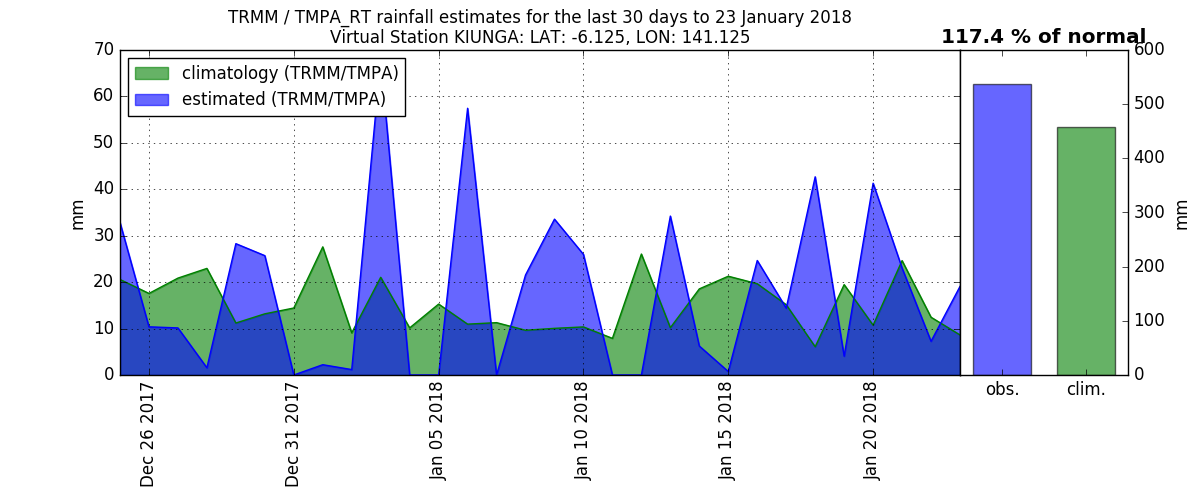 TRMM / TMPA_RT rainfall estimates for the last 30 days to 23 January 2018
Virtual Station KIUNGA: LAT: -6.125, LON: 141.125
117.4 % of normal
climatology (TRMM/TMPA)
estimated (TRMM/TMPA)
70
60
50
40
30
20
10
0
mm
Dec 26 2017
Dec 31 2017
Jan 05 2018
Jan 10 2018
Jan 15 2018
Jan 20 2018
600
500
400
300
200
100
0
mm
obs.
clim.